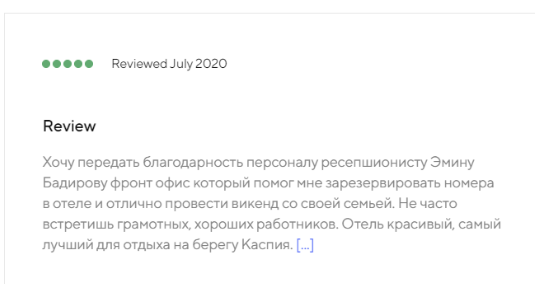 Reviewed July 2020
Review
Хочу передать благодарность персоналу ресепшионисту Эмину
Бадирову фронт офис который помог мне зарезервировать номера
в отеле и отлично провести викенд со своей семьей. Не часто
встретишь грамотных, хороших работников. Отель красивый, самый
лучший для отдыха на берегу Каспия. [...]